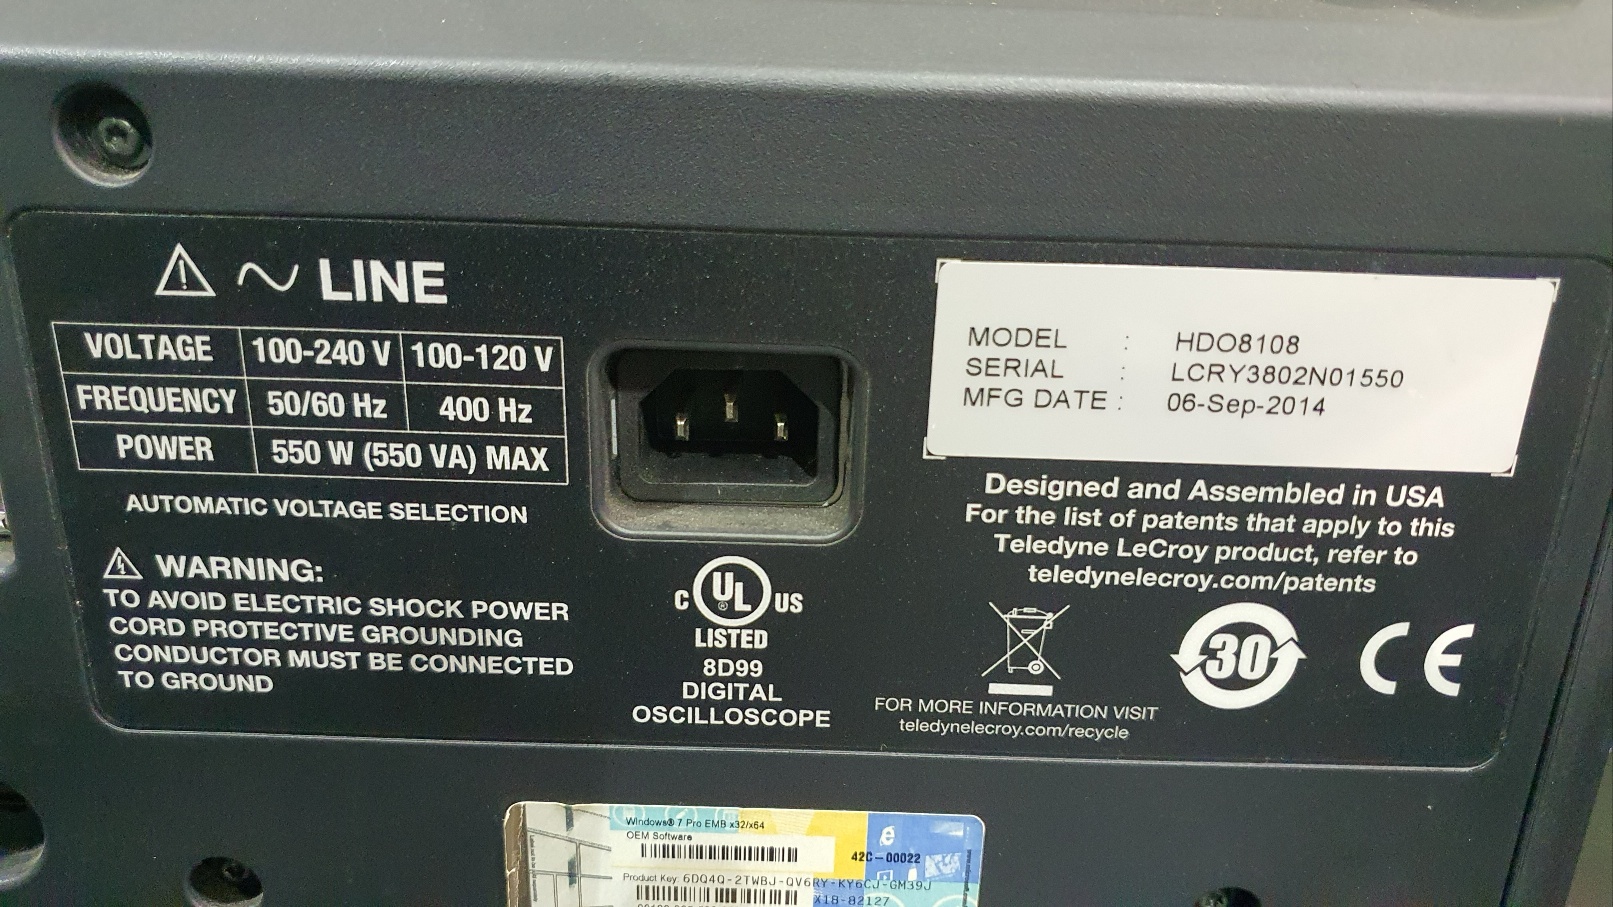 LINE
VOLTAGE 100-240 V 100-120 V
FREQUENCY 50/60 Hz 400 Hz
POWER 550 W (550 VA) MAX
AUTOMATIC VOLTAGE SELECTION
WARNING:
TO AVOID ELECTRIC SHOCK POWER
CORD PROTECTIVE GROUNDING
CONDUCTOR MUST BE CONNECTED
TO GROUND
C UL ® US
LISTED
8D99
DIGITAL
OSCILLOSCOPE
MODEL : HDO8108
SERIAL : LCRY3802N01550
MFG DATE : 06-Sep-2014
Designed and Assembled in USA
For the list of patents that apply to this
Teledyne LeCroy product, refer to
teledynelecroy.com/patents
30
CE
FOR MORE INFORMATION VISIT
teledynelecroy.com/recycle
Windows® 7 Pro EMB x32/x64
OEM Software
42C-00022
Product Key: 6DQ4Q-2TWBJ-QV6RY-KY6CJ-GM39J
X18-82127